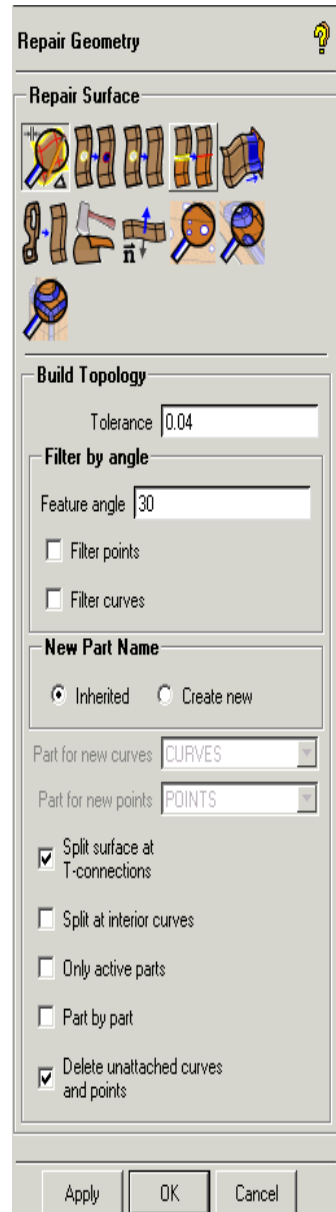 Repair Geometry
Repair Surface
n
Build Topology
Tolerance 0.04
Filter by angle
Feature angle 30
Filter points
Filter curves
New Part Name
Inherited Create new
Part for new curves CURVES
Part for new points POINTS
Split surface at
T-connections
Split at interior curves
Only active parts
Part by part
Delete unattached curves
and points
Apply OK Cancel